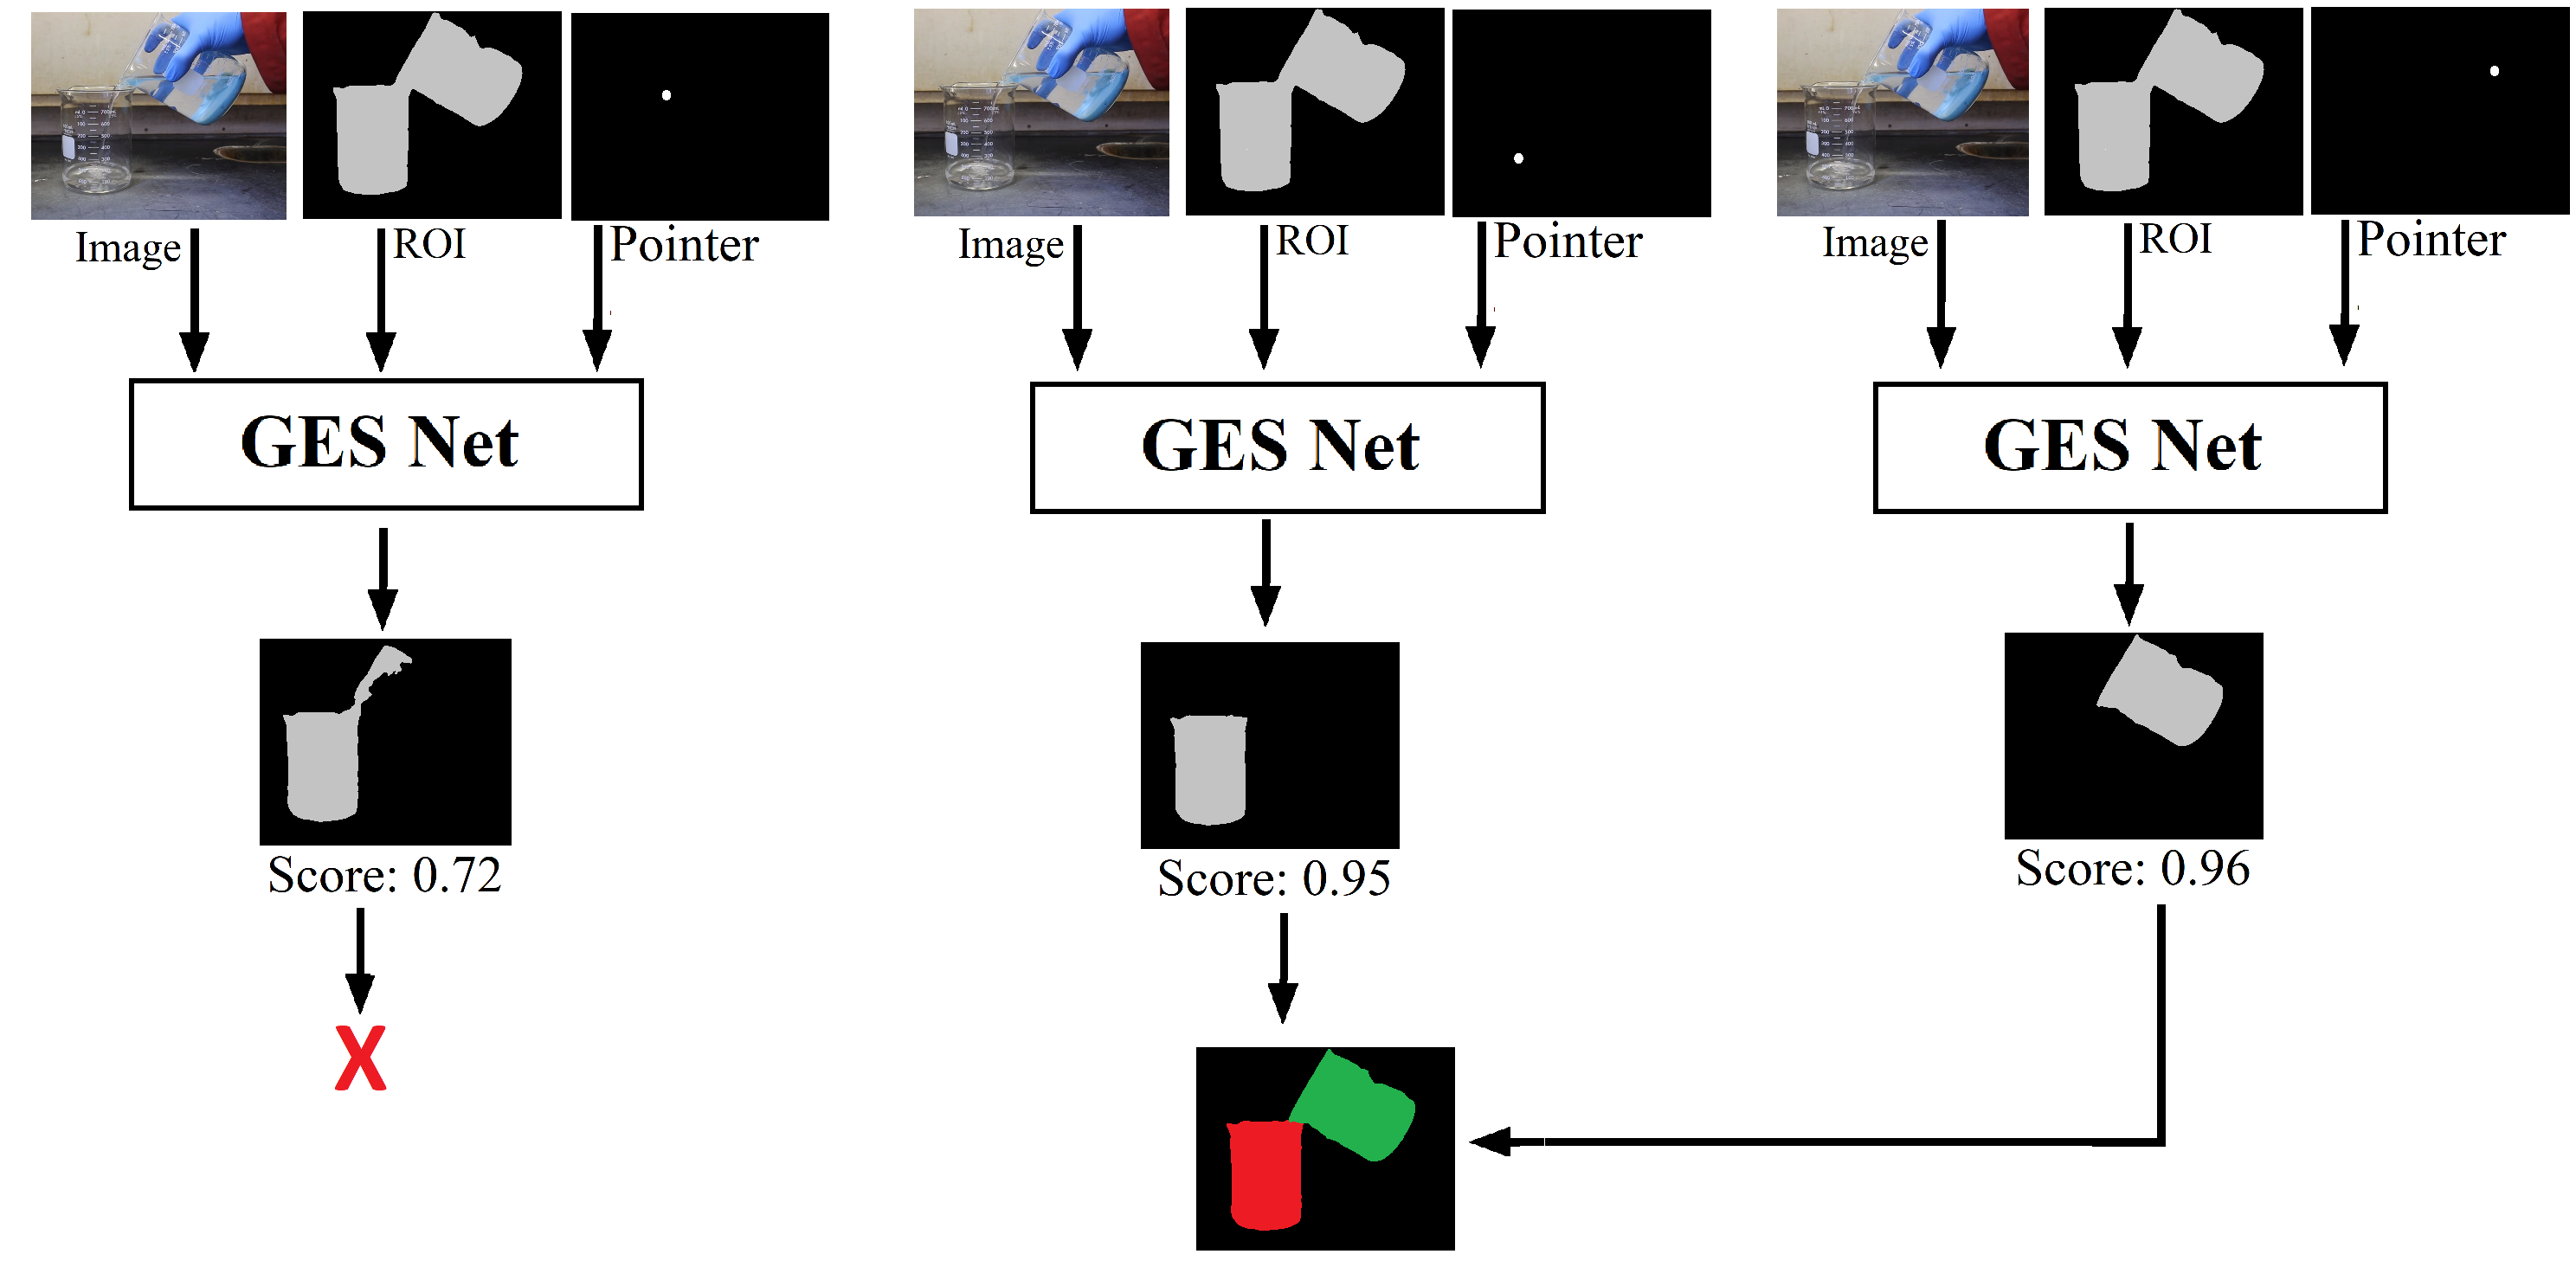 Image ROI Pointer
Image ROI Pointer
Image ROI Pointer
GES Net
GES Net
GES Net
Score: 0.72
Score: 0.95
Score: 0.96
X